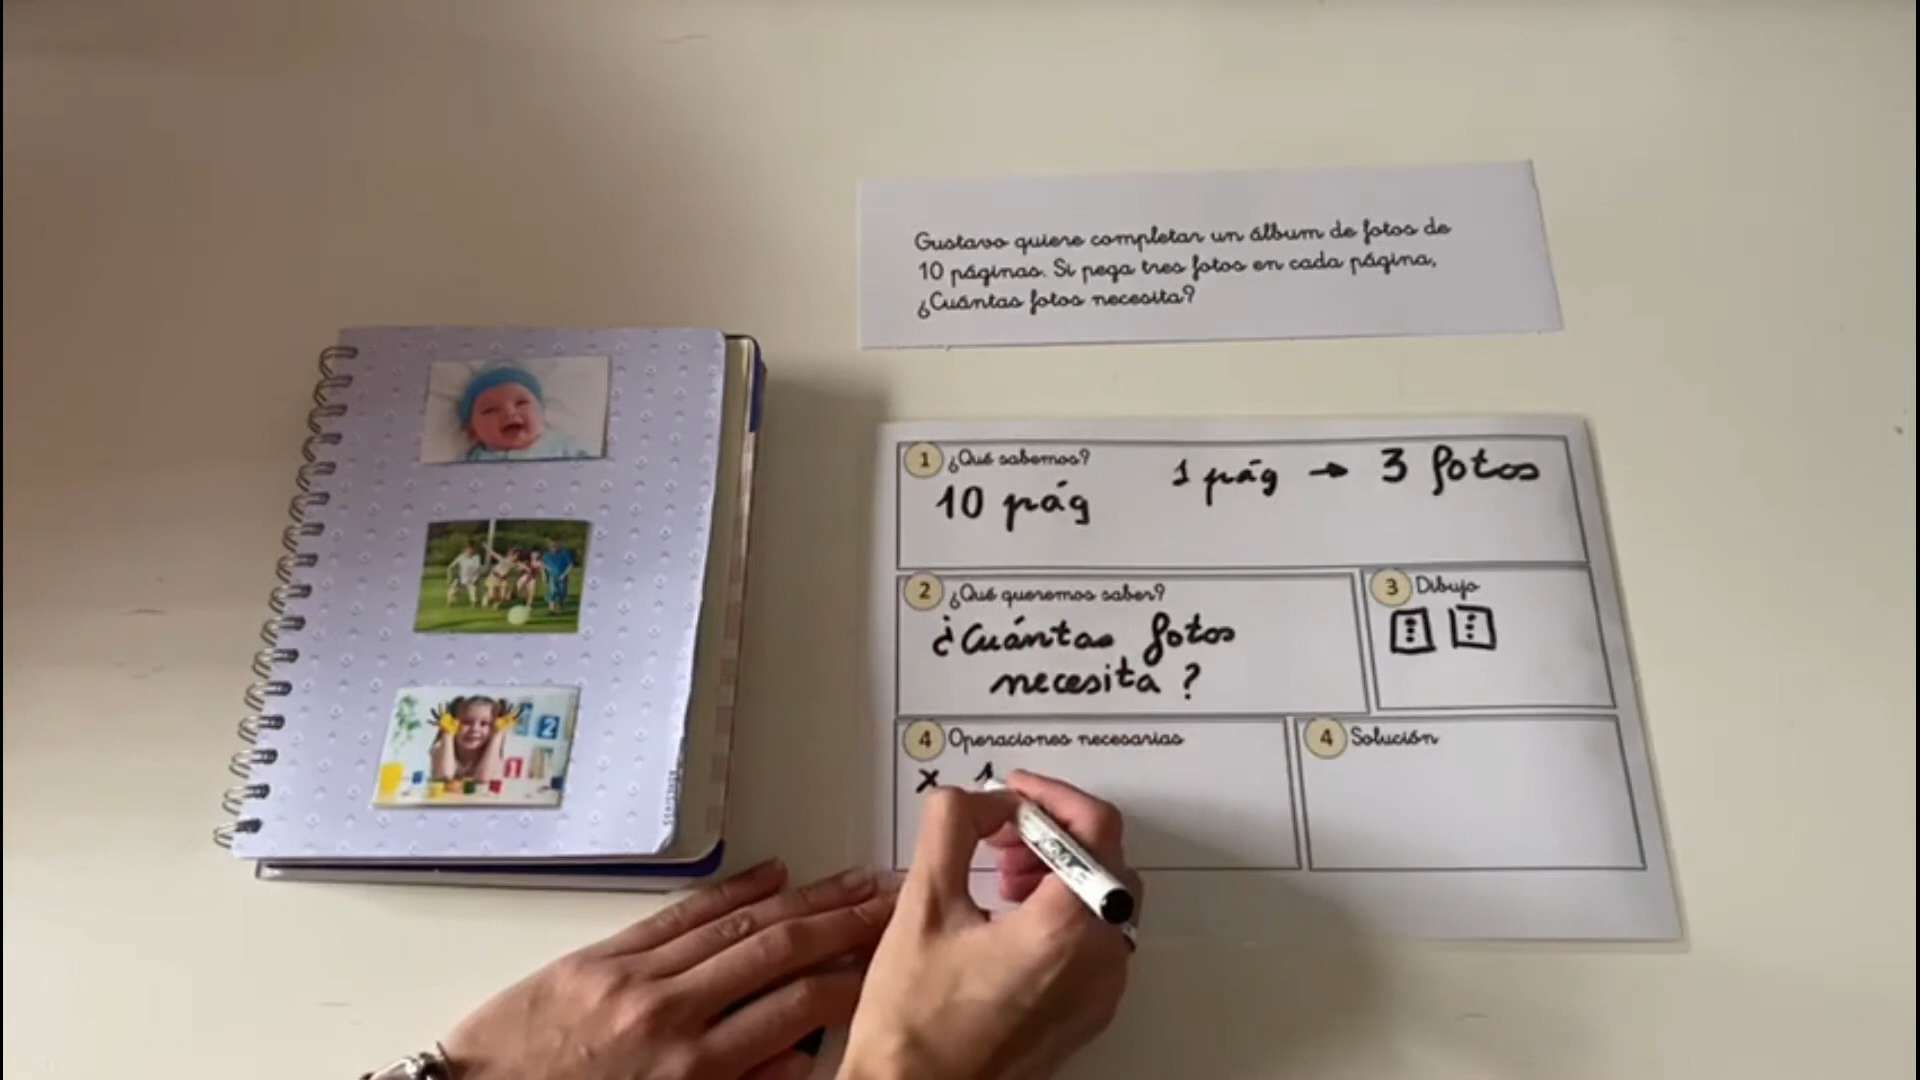 Gustavo quiere completar un álbum de fotos de
10 páginas. Si pega tres fotos en cada página,
¿Cuántas fotos necesita?
1 ¿Qué sabemos?
10 pág
1 pág → 3 fotos
2 ¿Qué queremos saber?
¿Cuántas fotos
necesita?
3 Dibujo
4 Operaciones necesarias
x 1
4 Solución